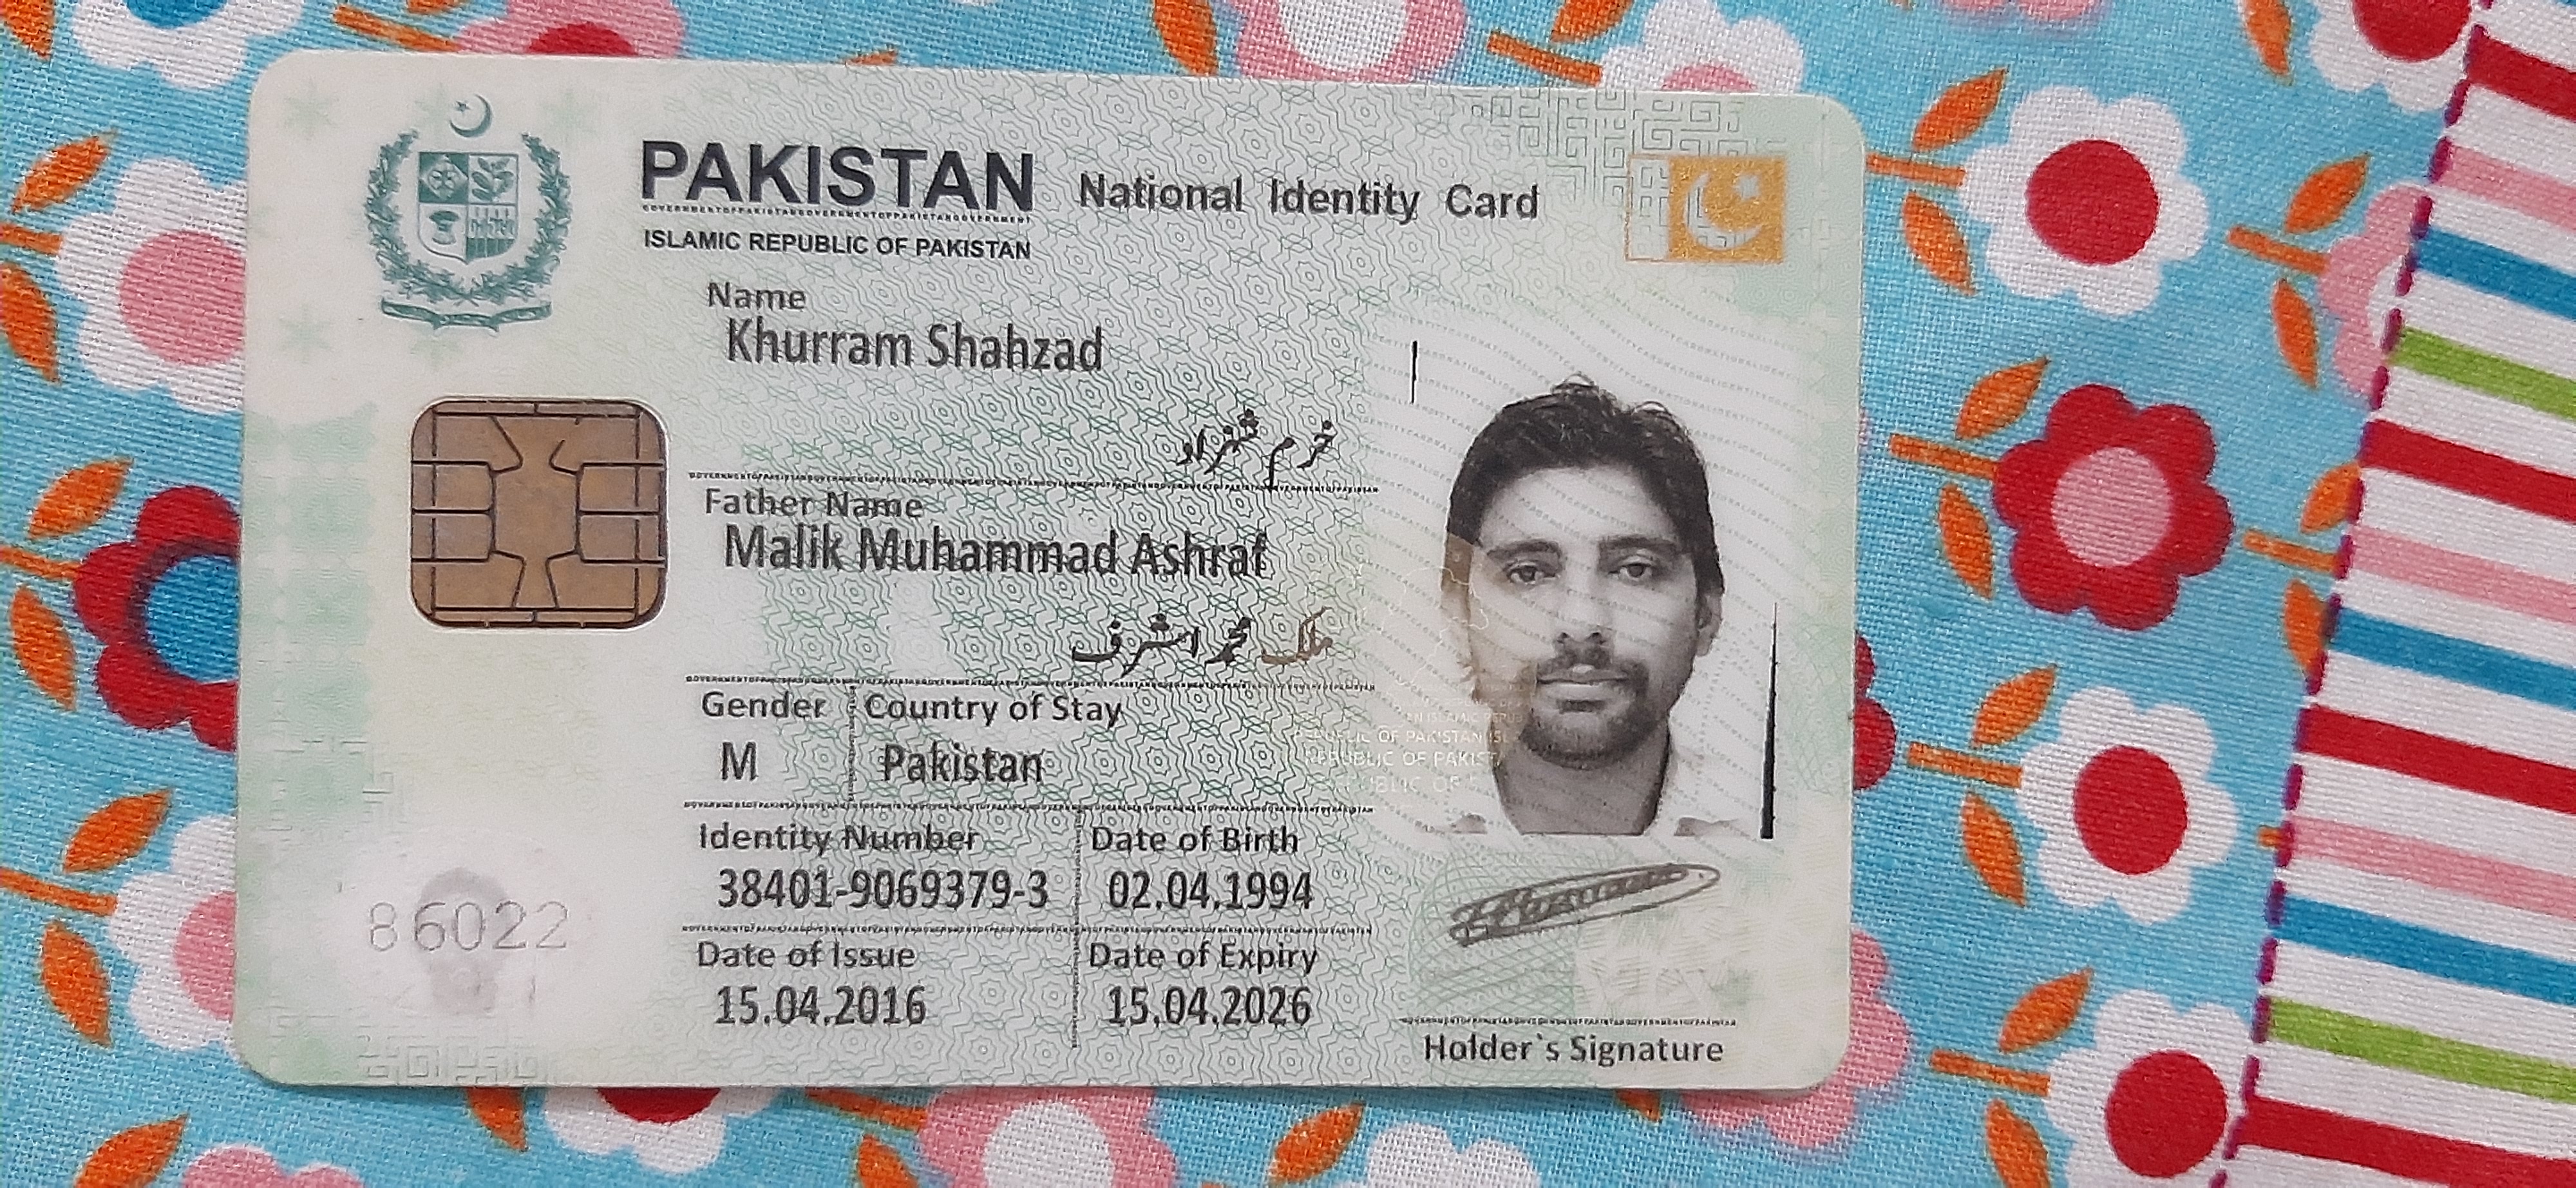 PAKISTAN National Identity Card
ISLAMIC REPUBLIC OF PAKISTAN
Name
Khurram Shahzad
خرم شہزاد
Father Name
Malik Muhammad Ashraf
ملک محمد اشرف
Gender Country of Stay
M Pakistan
Identity Number Date of Birth
38401-9069379-3 02.04.1994
86022
Date of Issue Date of Expiry
15.04.2016 15.04.2026
Holder`s Signature